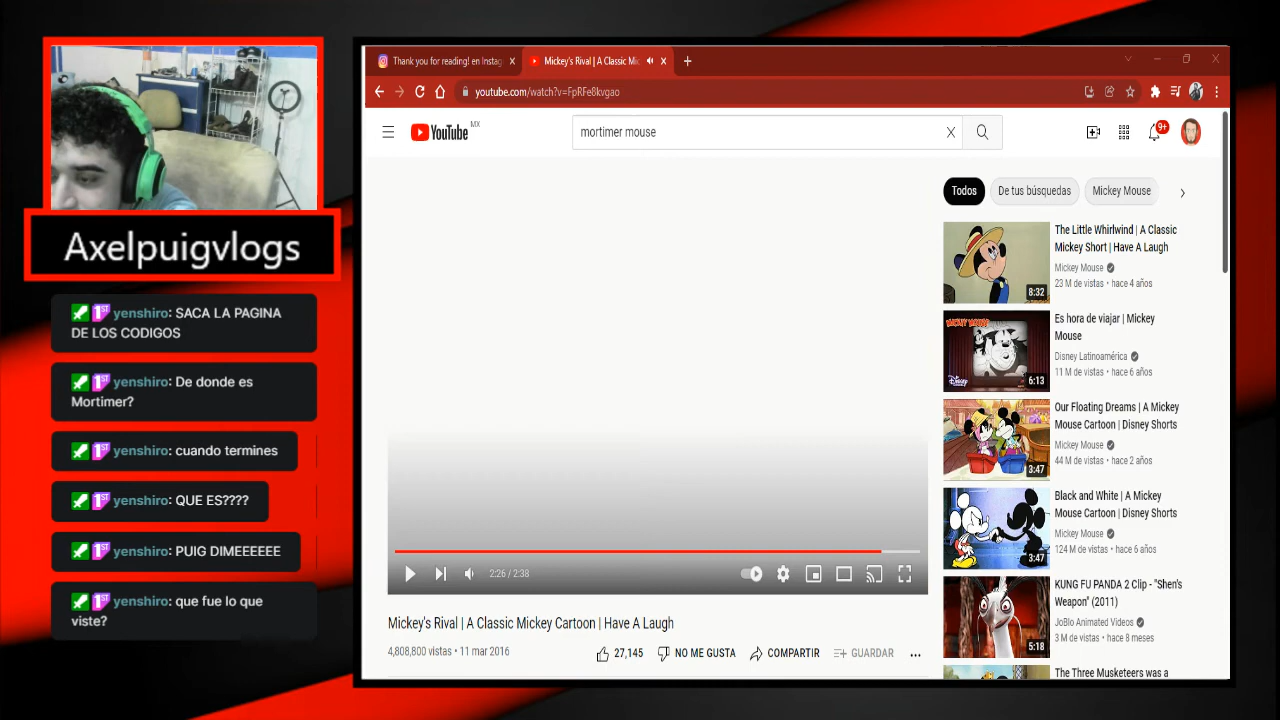 Axelpuigvlogs
yenshiro: SACA LA PAGINA
DE LOS CODIGOS
yenshiro: De donde es
Mortimer?
yenshiro: cuando termines
yenshiro: QUE ES????
yenshiro: PUIG DIMEEEEEE
yenshiro: que fue lo que
viste?
Thank you for reading! en Instag
Mickey's Rival | A Classic Mic
youtube.com/watch?v=FpRFe8kvgao
YouTube MX
mortimer mouse
9+
Todos
De tus búsquedas
Mickey Mouse
The Little Whirlwind | A Classic
Mickey Short | Have A Laugh
Mickey Mouse
23 M de vistas • hace 4 años
8:32
Es hora de viajar | Mickey
Mouse
Disney Latinoamérica
11 M de vistas • hace 6 años
6:13
Our Floating Dreams | A Mickey
Mouse Cartoon | Disney Shorts
Mickey Mouse
44 M de vistas • hace 2 años
3:47
Black and White | A Mickey
Mouse Cartoon | Disney Shorts
Mickey Mouse
124 M de vistas • hace 6 años
3:47
KUNG FU PANDA 2 Clip - "Shen's
Weapon" (2011)
JoBlo Animated Videos
3 M de vistas • hace 8 meses
5:18
The Three Musketeers was a
2:26 / 2:38
Mickey's Rival | A Classic Mickey Cartoon | Have A Laugh
4,808,800 vistas • 11 mar 2016
27,145
NO ME GUSTA
COMPARTIR
GUARDAR